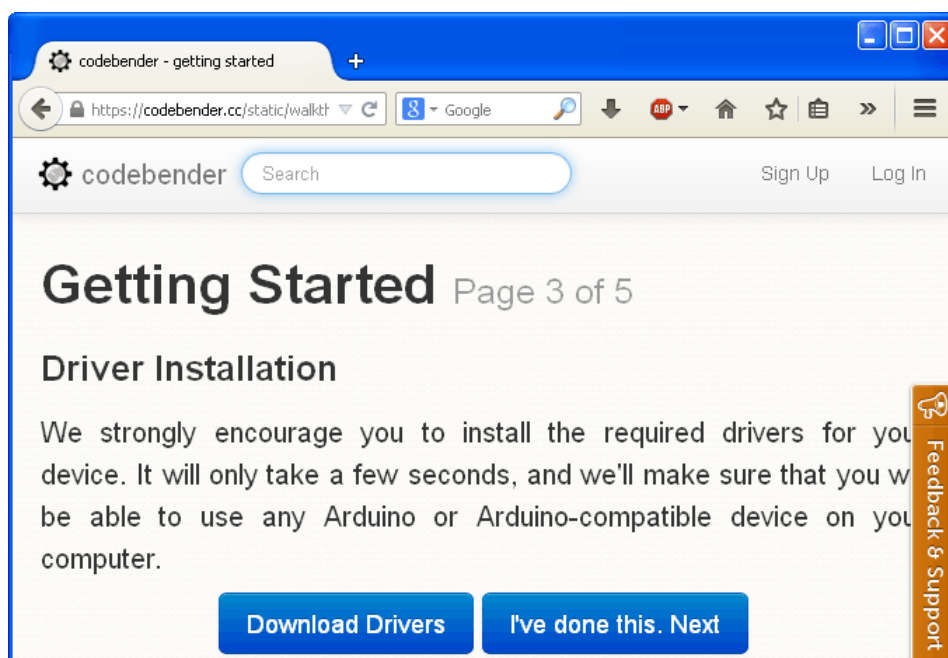 codebender - getting started
https://codebender.cc/static/walkth
8 Google
ABP
codebender
Search
Sign Up
Log In
Getting Started Page 3 of 5
Driver Installation
We strongly encourage you to install the required drivers for you
device. It will only take a few seconds, and we'll make sure that you w
be able to use any Arduino or Arduino-compatible device on you
computer.
Download Drivers
I've done this. Next
Feedback & Support